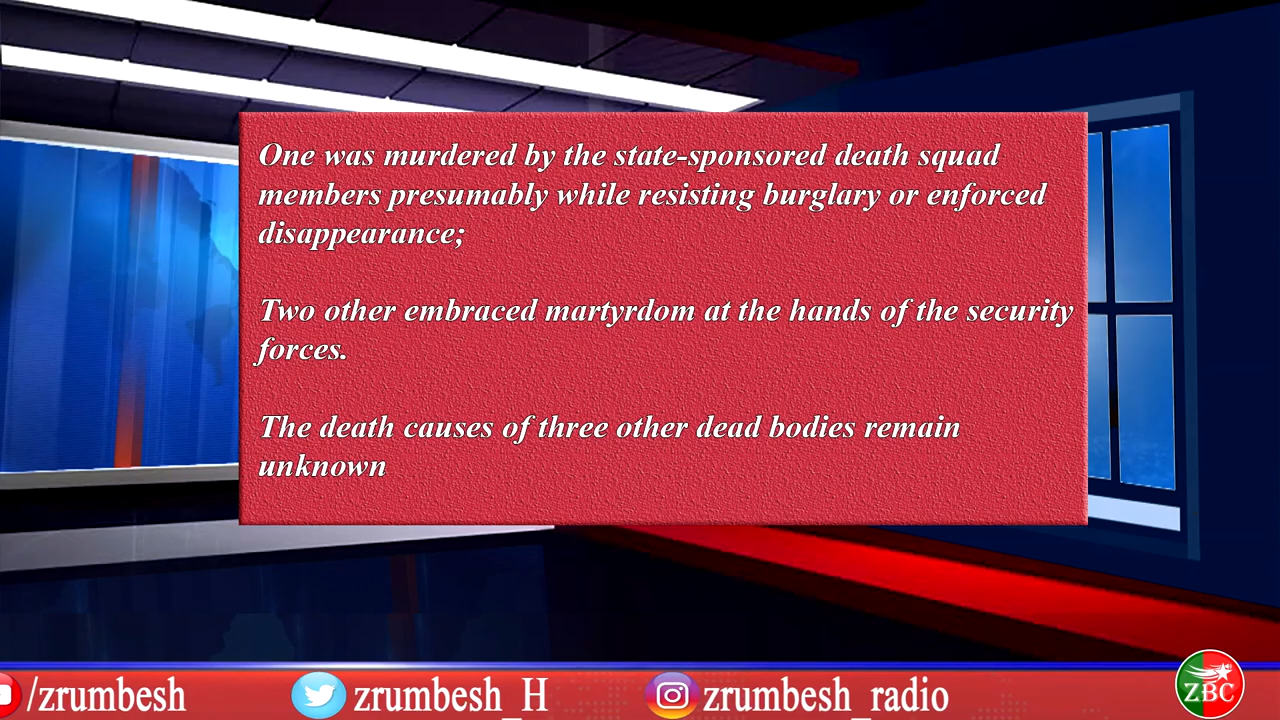 One was murdered by the state-sponsored death squad
members presumably while resisting burglary or enforced
disappearance;
Two other embraced martyrdom at the hands of the security
forces.
The death causes of three other dead bodies remain
unknown
/zrumbesh zrumbesh_H zrumbesh_radio ZBC